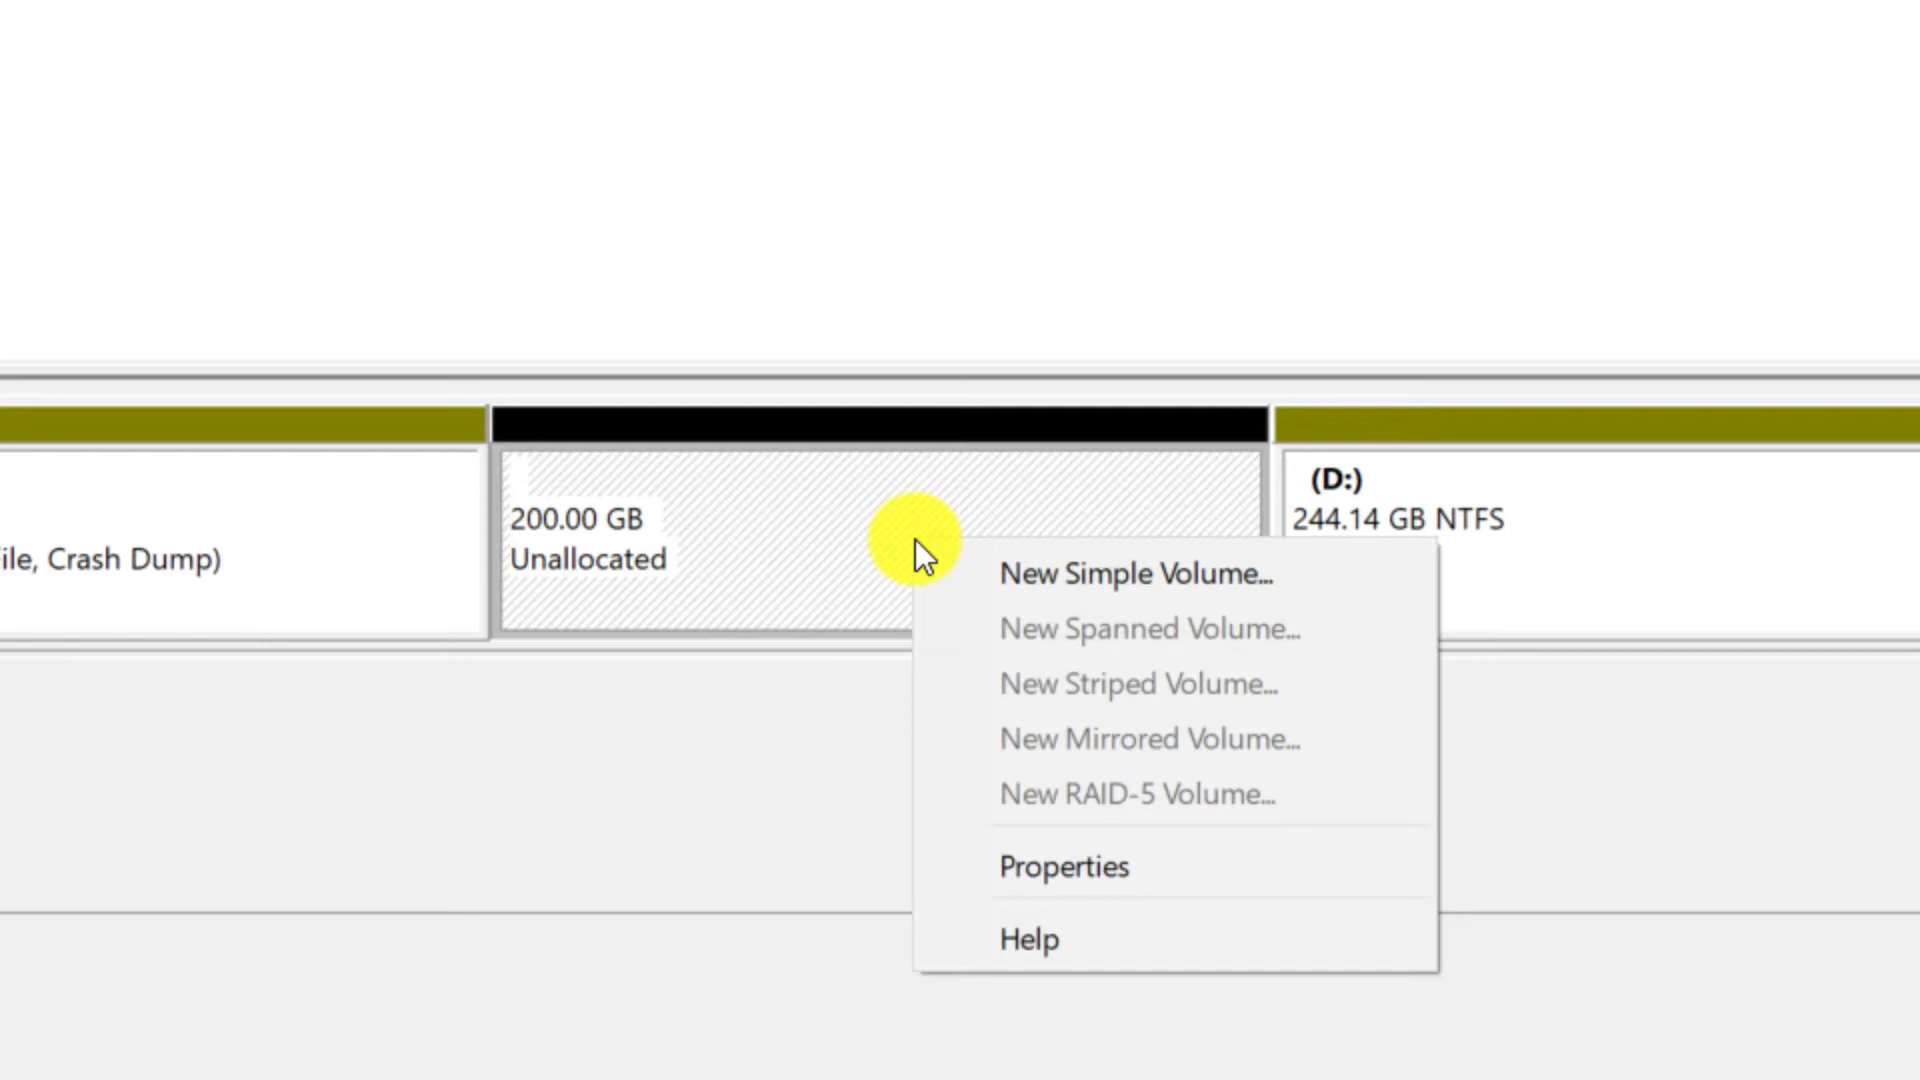 ile, Crash Dump)
200.00 GB
Unallocated
(D:)
244.14 GB NTFS
New Simple Volume...
New Spanned Volume...
New Striped Volume...
New Mirrored Volume...
New RAID-5 Volume...
Properties
Help